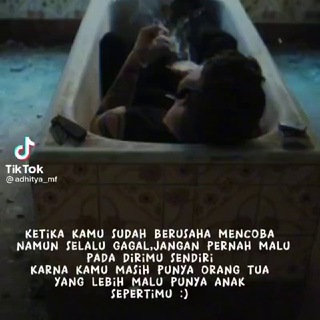 TikTok
@adhitya_mf
KETIKA KAMU SUDAH BERUSAHA MENCOBA
NAMUN SELALU GAGAL,JANGAN PERNAH MALU
PADA DIRIMU SENDIRI
KARNA KAMU MASIH PUNYA ORANG TUA
YANG LEBIH MALU PUNYA ANAK
SEPERTIMU :)